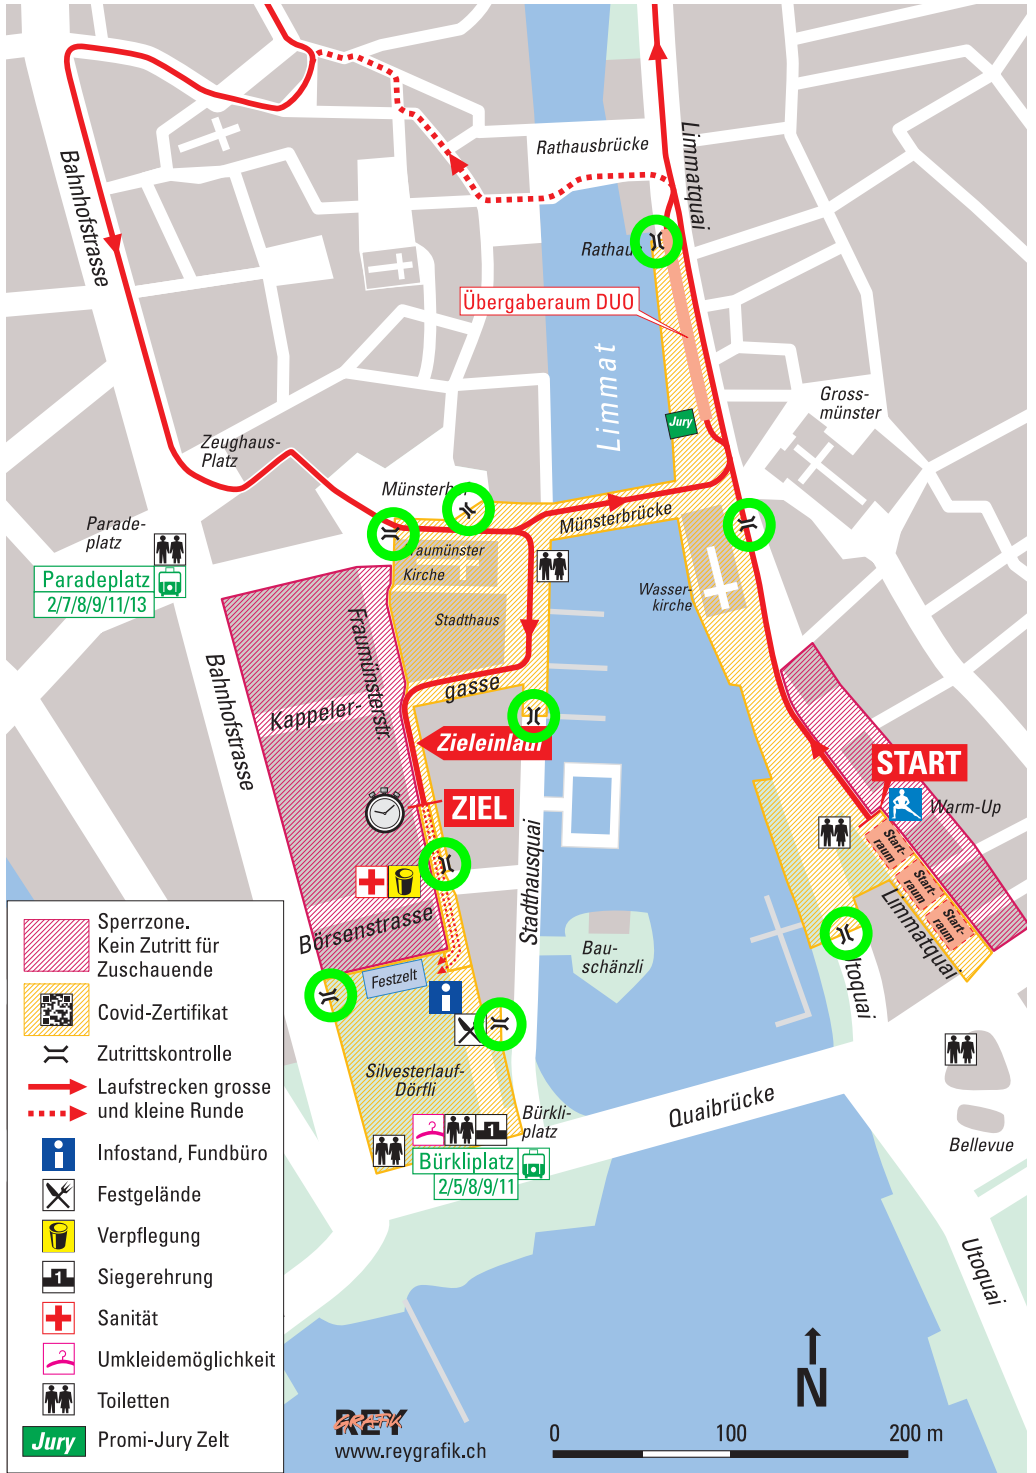 Rathausbrücke
Limmatquai
Bahnhofstrasse
Rathaus
Übergaberaum DUO
Limmat
Gross-
münster
Jury
Zeughaus-
Platz
Münsterhof
Münsterbrücke
Parade-
platz
Paradeplatz
2/7/8/9/11/13
Fraumünster
Kirche
Stadthaus
Wasser-
kirche
Fraumünsterstr.
Bahnhofstrasse
Kappeler-
gasse
Zieleinlauf
START
Warm-Up
ZIEL
Start-
raum
Start-
raum
Start-
raum
Limmatquai
Stadthausquai
Börsenstrasse
Bau-
schänzli
Utoquai
Festzelt
Silvesterlauf-
Dörfli
Bürkli-
platz
Quaibrücke
Bellevue
Bürkliplatz
2/5/8/9/11
Utoquai
Sperrzone.
Kein Zutritt für
Zuschauende
Covid-Zertifikat
Zutrittskontrolle
Laufstrecken grosse
und kleine Runde
Infostand, Fundbüro
Festgelände
Verpflegung
1
Siegerehrung
Sanität
Umkleidemöglichkeit
Toiletten
Jury
Promi-Jury Zelt
N
REY
GRAFIK
www.reygrafik.ch
0
100
200 m